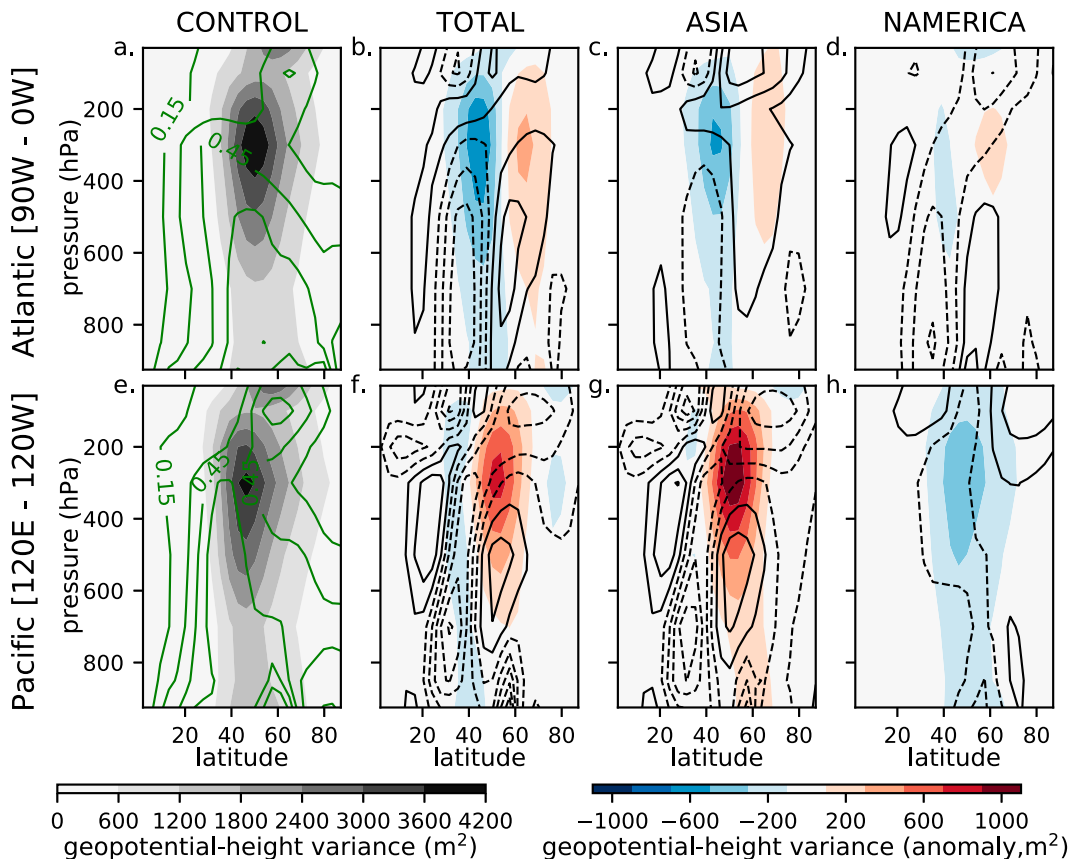 CONTROL TOTAL ASIA NAMERICA
Atlantic [90W - 0W]
pressure (hPa)
a. b. c. d.
200
400
600
800
0.15
0.45
Pacific [120E - 120W]
pressure (hPa)
e. f. g. h.
200
400
600
800
0.15
0.45
20 40 60 80 20 40 60 80 20 40 60 80 20 40 60 80
latitude latitude latitude latitude
0 600 1200 1800 2400 3000 3600 4200
geopotential-height variance (m²)
−1000 −600 −200 200 600 1000
geopotential-height variance (anomaly,m²)